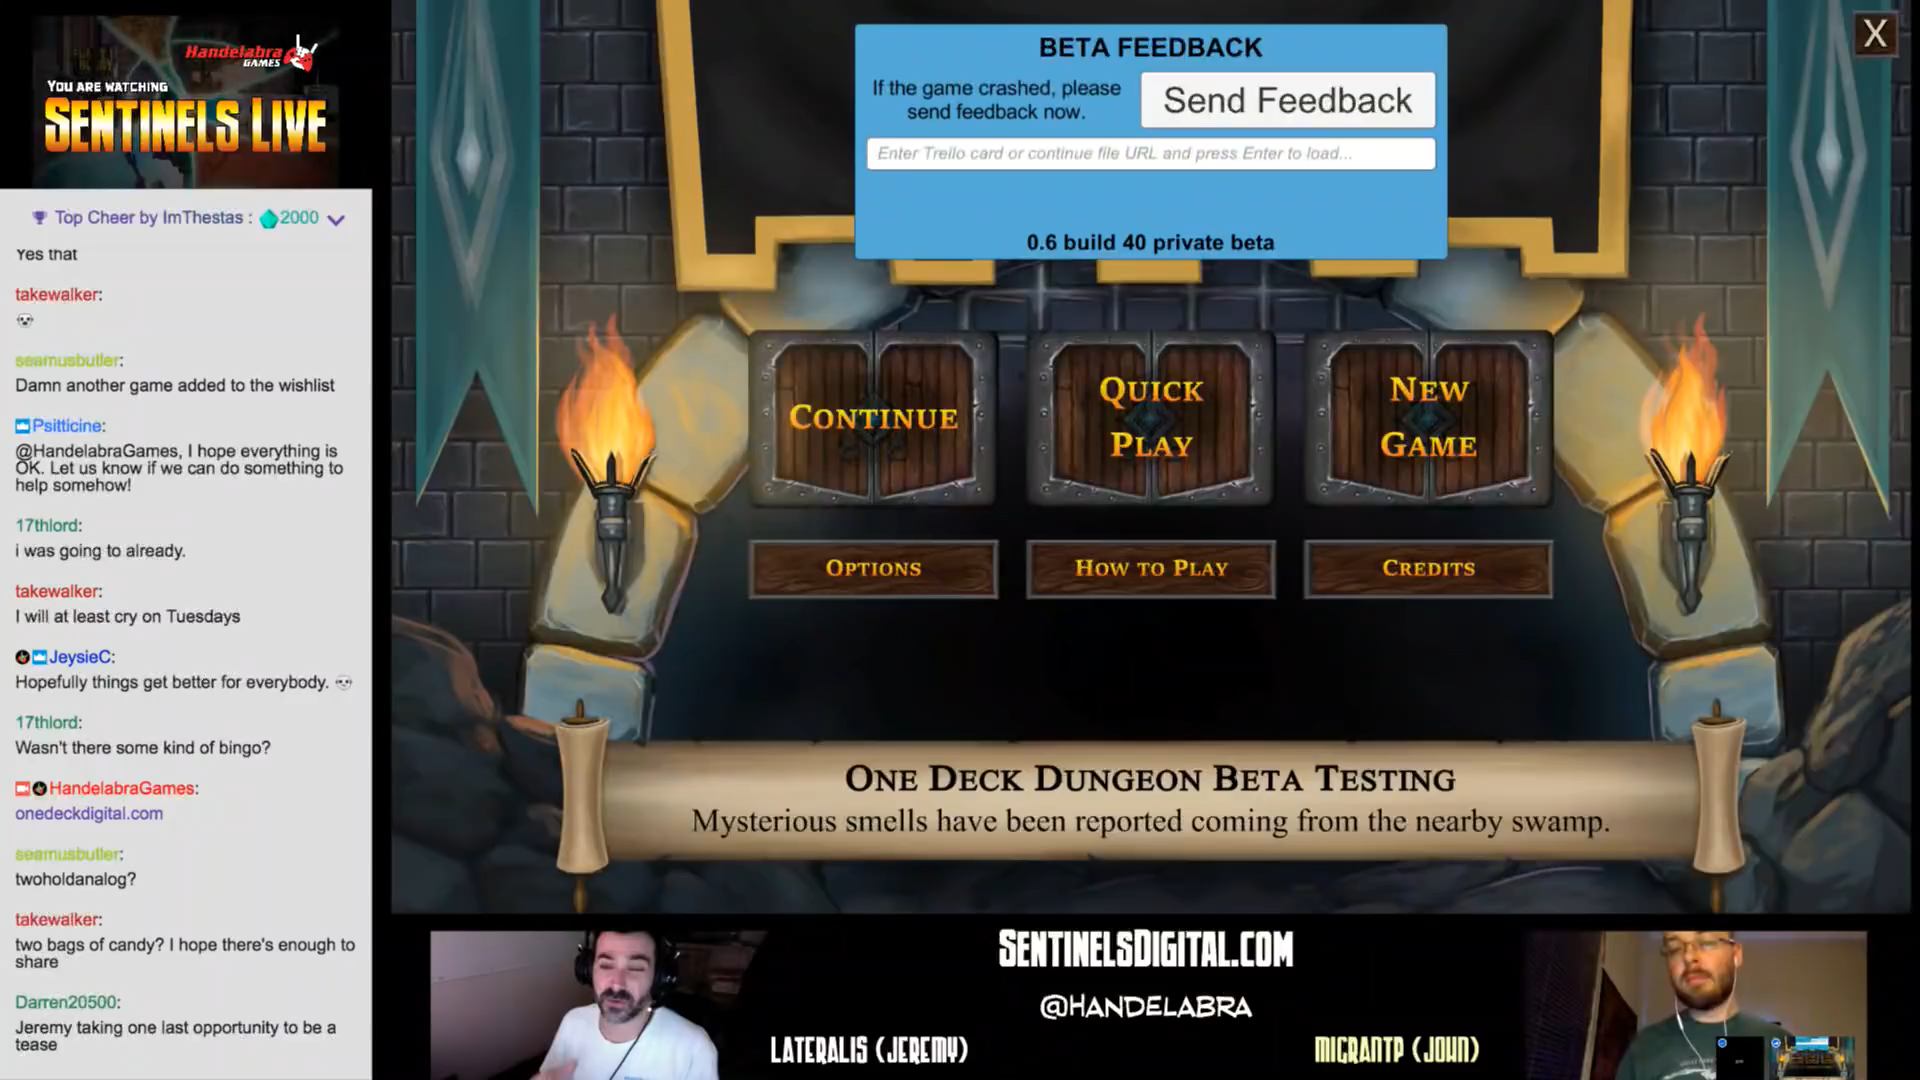 Handelabra
GAMES
YOU ARE WATCHING
SENTINELS LIVE
Top Cheer by ImThestas : 2000
Yes that
takewalker:
seamusbutler:
Damn another game added to the wishlist
Psitticine:
@HandelabraGames, I hope everything is
OK. Let us know if we can do something to
help somehow!
17thlord:
i was going to already.
takewalker:
I will at least cry on Tuesdays
JeysieC:
Hopefully things get better for everybody.
17thlord:
Wasn't there some kind of bingo?
HandelabraGames:
onedeckdigital.com
seamusbutler:
twoholdanalog?
takewalker:
two bags of candy? I hope there's enough to
share
Darren20500:
Jeremy taking one last opportunity to be a
tease
BETA FEEDBACK
If the game crashed, please
send feedback now.
Send Feedback
Enter Trello card or continue file URL and press Enter to load...
0.6 build 40 private beta
X
CONTINUE
QUICK
PLAY
NEW
GAME
OPTIONS
HOW TO PLAY
CREDITS
ONE DECK DUNGEON BETA TESTING
Mysterious smells have been reported coming from the nearby swamp.
SENTINELSDIGITAL.COM
@HANDELABRA
LATERALIS (JEREMY)
MIGRANTP (JOHN)